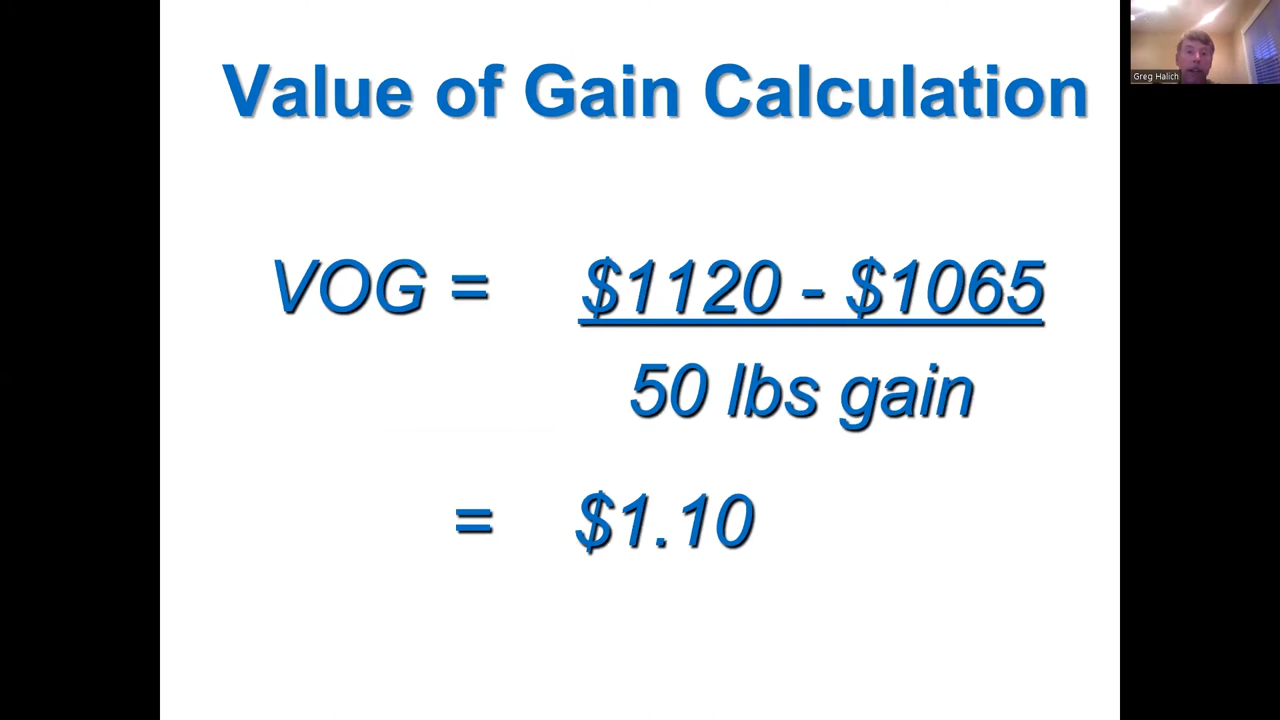 Value of Gain Calculation
Greg Halich
VOG = $1120 - $1065
50 lbs gain
= $1.10